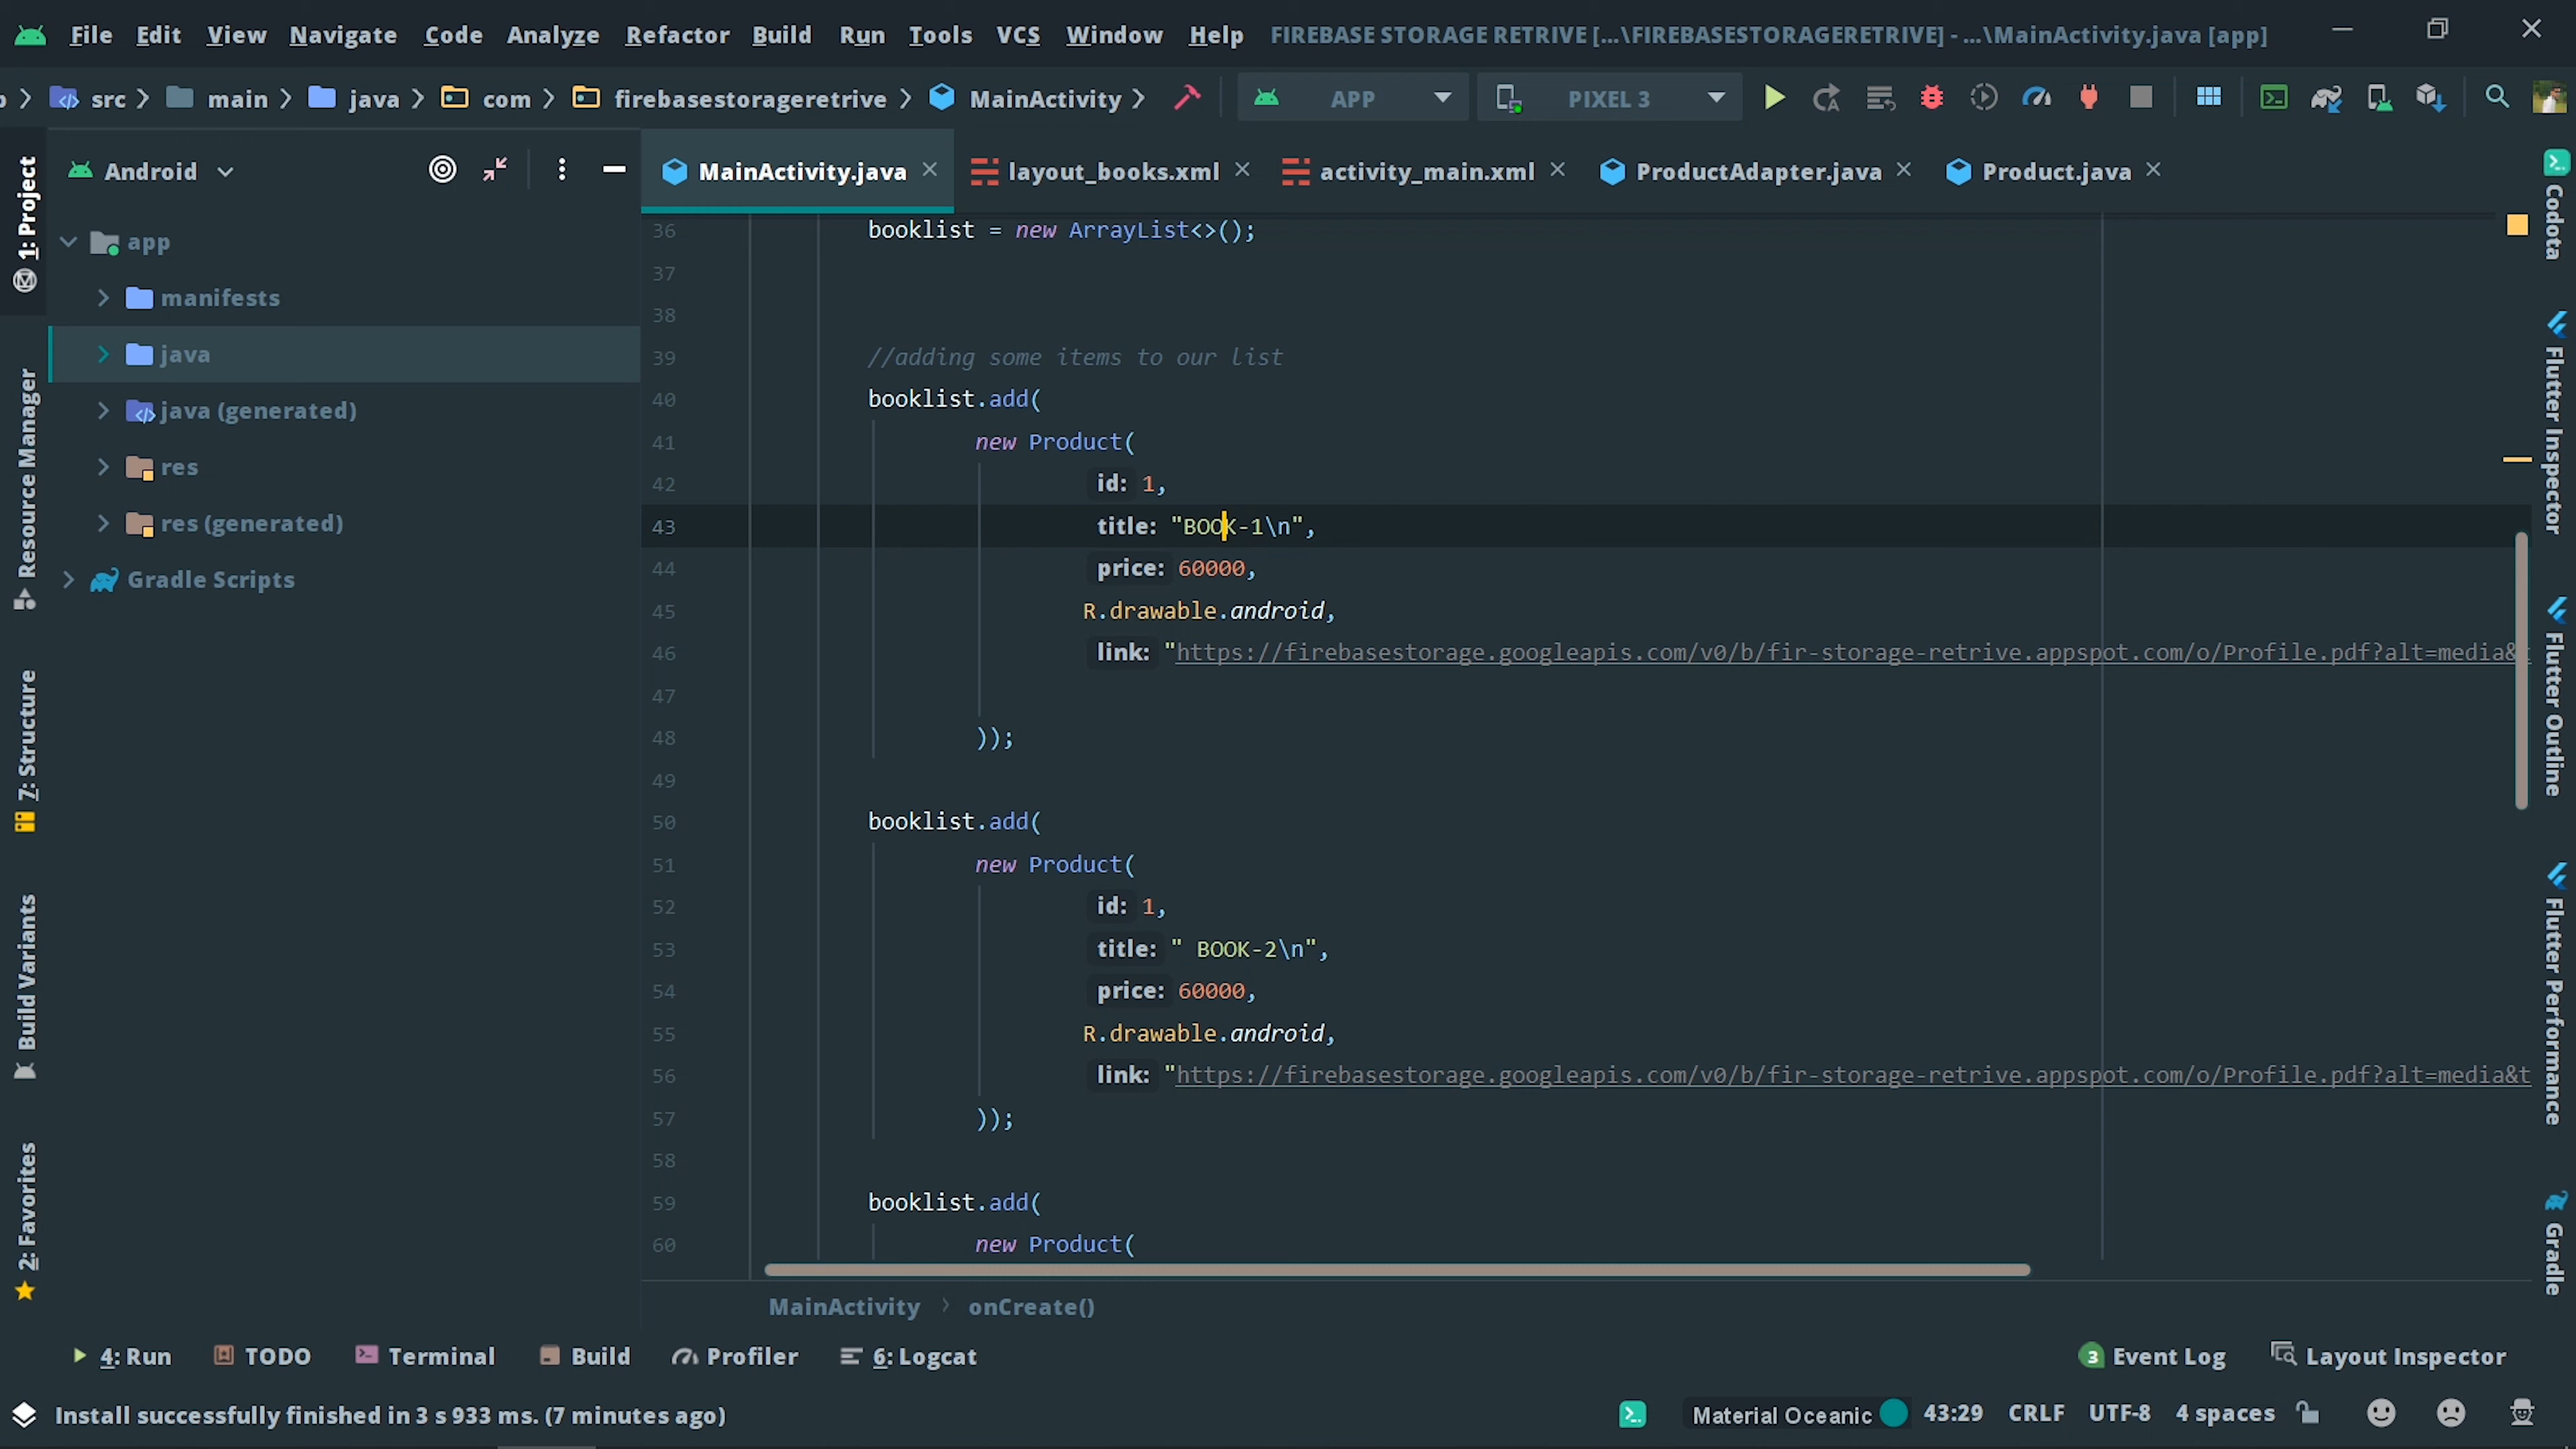 File Edit View Navigate Code Analyze Refactor Build Run Tools VCS Window Help FIREBASE STORAGE RETRIVE [...\FIREBASESTORAGERETRIVE] - ...\MainActivity.java [app]
src main java com firebasestorageretrive MainActivity APP PIXEL 3
Android
MainActivity.java layout_books.xml activity_main.xml ProductAdapter.java Product.java
1: Project
Resource Manager
7: Structure
Build Variants
2: Favorites
app
manifests
java
java (generated)
res
res (generated)
Gradle Scripts
36 booklist = new ArrayList<>();
37
38
39 //adding some items to our list
40 booklist.add(
41 new Product(
42 id: 1,
43 title: "BOOK-1\n",
44 price: 60000,
45 R.drawable.android,
46 link: "https://firebasestorage.googleapis.com/v0/b/fir-storage-retrive.appspot.com/o/Profile.pdf?alt=media&
47
48 ));
49
50 booklist.add(
51 new Product(
52 id: 1,
53 title: " BOOK-2\n",
54 price: 60000,
55 R.drawable.android,
56 link: "https://firebasestorage.googleapis.com/v0/b/fir-storage-retrive.appspot.com/o/Profile.pdf?alt=media&t
57 ));
58
59 booklist.add(
60 new Product(
Codota
Flutter Inspector
Flutter Outline
Flutter Performance
Gradle
MainActivity › onCreate()
4: Run TODO Terminal Build Profiler 6: Logcat 3 Event Log Layout Inspector
Install successfully finished in 3 s 933 ms. (7 minutes ago) Material Oceanic 43:29 CRLF UTF-8 4 spaces